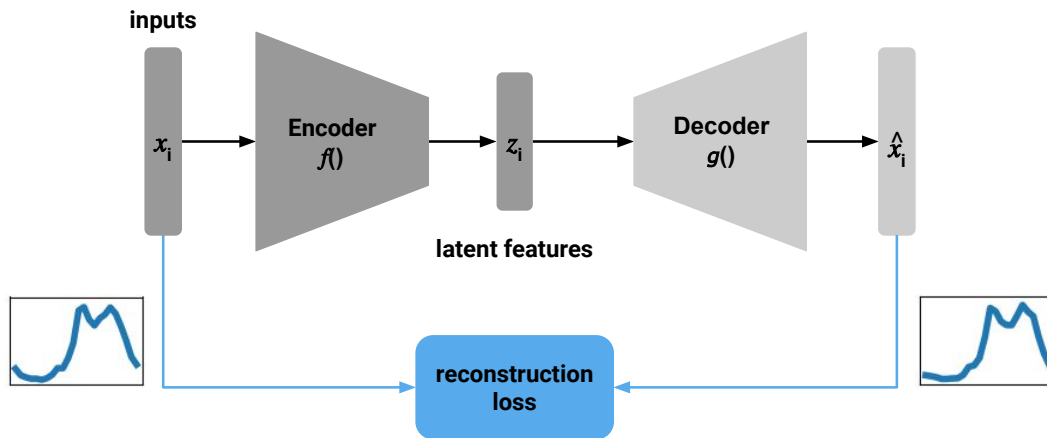 inputs
xᵢ
Encoder
f()
zᵢ
Decoder
g()
x̂ᵢ
latent features
reconstruction
loss